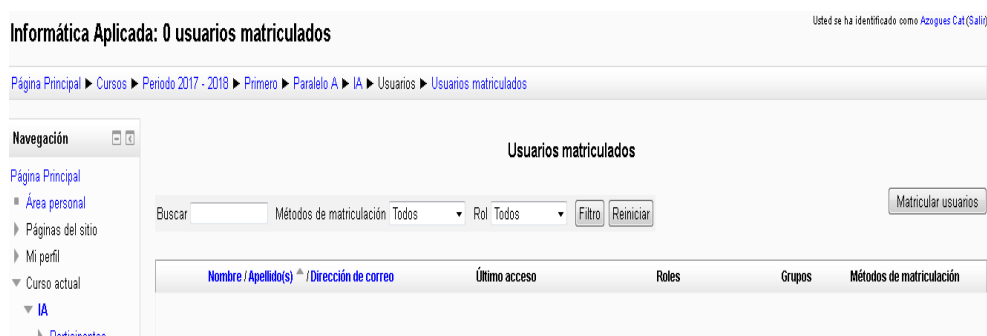 Usted se ha identificado como Azogues Cat (Salir)
Informática Aplicada: 0 usuarios matriculados
Página Principal ► Cursos ► Periodo 2017 - 2018 ► Primero ► Paralelo A ► IA ► Usuarios ► Usuarios matriculados
Navegación
Página Principal
Área personal
Páginas del sitio
Mi perfil
Curso actual
IA
Participantes
Usuarios matriculados
Matricular usuarios
Buscar Métodos de matriculación Todos Rol Todos Filtro Reiniciar
Nombre / Apellido(s) / Dirección de correo Último acceso Roles Grupos Métodos de matriculación